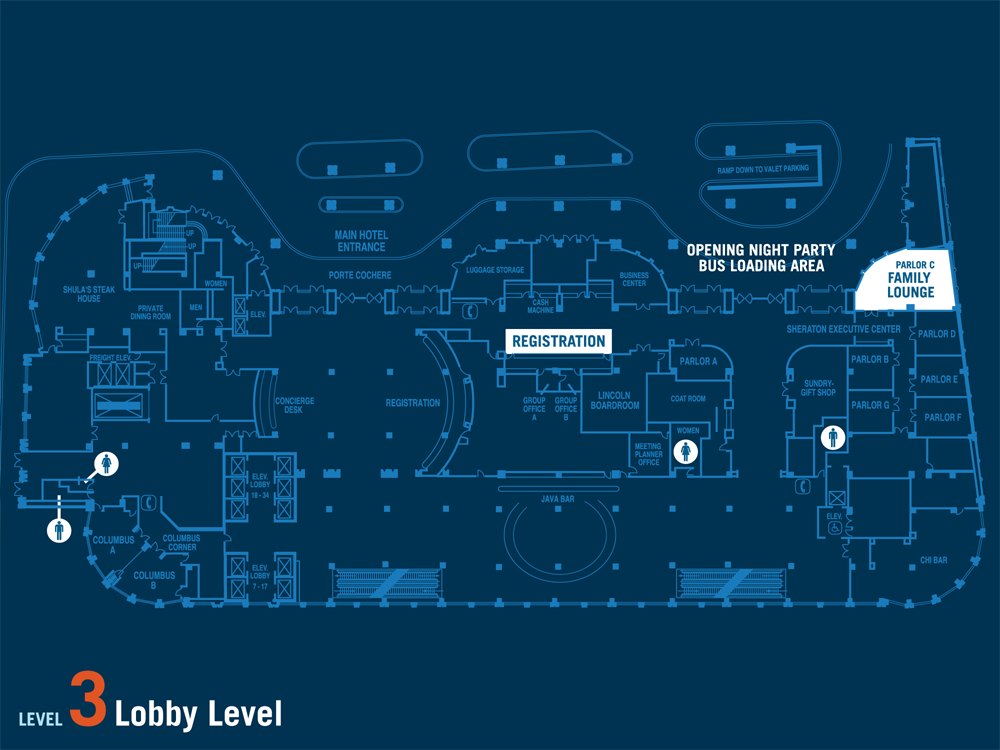 RAMP DOWN TO VALET PARKING
MAIN HOTEL
ENTRANCE
PORTE COCHERE
OPENING NIGHT PARTY
BUS LOADING AREA
PARLOR C
FAMILY
LOUNGE
UP
UP
UP
SHULA'S STEAK
HOUSE
WOMEN
PRIVATE
DINING ROOM
MEN
ELEV.
LUGGAGE STORAGE
BUSINESS
CENTER
CASH
MACHINE
REGISTRATION
SHERATON EXECUTIVE CENTER
PARLOR D
FREIGHT ELEV.
PARLOR A
PARLOR B
PARLOR E
CONCIERGE
DESK
REGISTRATION
GROUP
OFFICE
A
GROUP
OFFICE
B
LINCOLN
BOARDROOM
COAT ROOM
SUNDRY-
GIFT SHOP
PARLOR G
PARLOR F
WOMEN
MEETING
PLANNER
OFFICE
ELEV.
LOBBY
18 - 34
JAVA BAR
ELEV.
COLUMBUS
A
COLUMBUS
CORNER
COLUMBUS
B
ELEV.
LOBBY
7 - 17
CHI BAR
LEVEL 3 Lobby Level